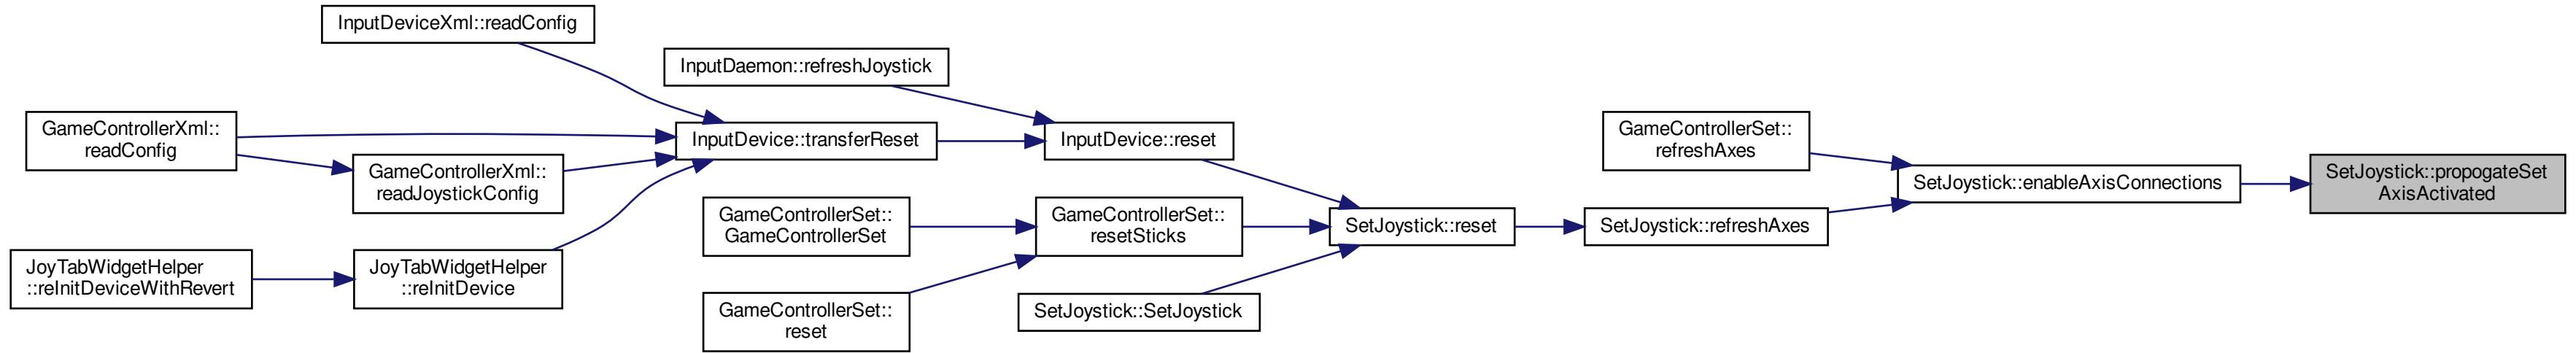 InputDeviceXml::readConfig
InputDaemon::refreshJoystick
GameControllerXml::
readConfig
InputDevice::transferReset
InputDevice::reset
GameControllerSet::
refreshAxes
GameControllerXml::
readJoystickConfig
SetJoystick::enableAxisConnections
SetJoystick::propogateSet
AxisActivated
GameControllerSet::
GameControllerSet
GameControllerSet::
resetSticks
SetJoystick::reset
SetJoystick::refreshAxes
JoyTabWidgetHelper
::reInitDeviceWithRevert
JoyTabWidgetHelper
::reInitDevice
GameControllerSet::
reset
SetJoystick::SetJoystick